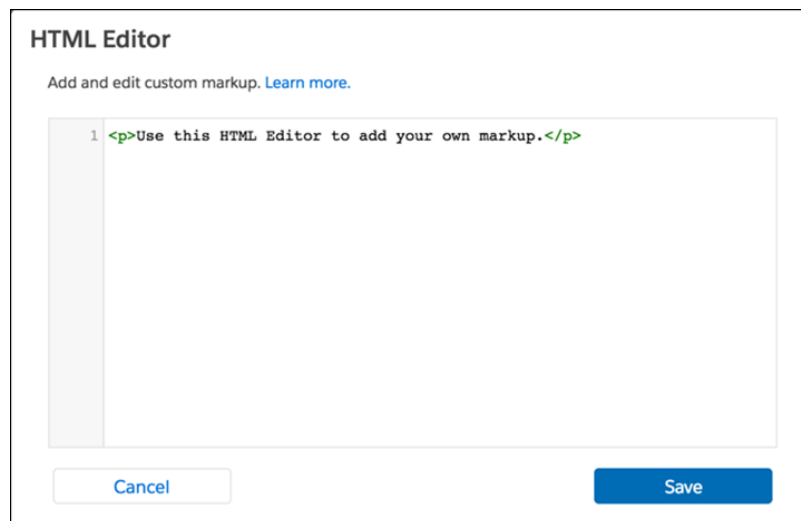 HTML Editor
Add and edit custom markup. Learn more.
1 <p>Use this HTML Editor to add your own markup.</p>
Cancel Save